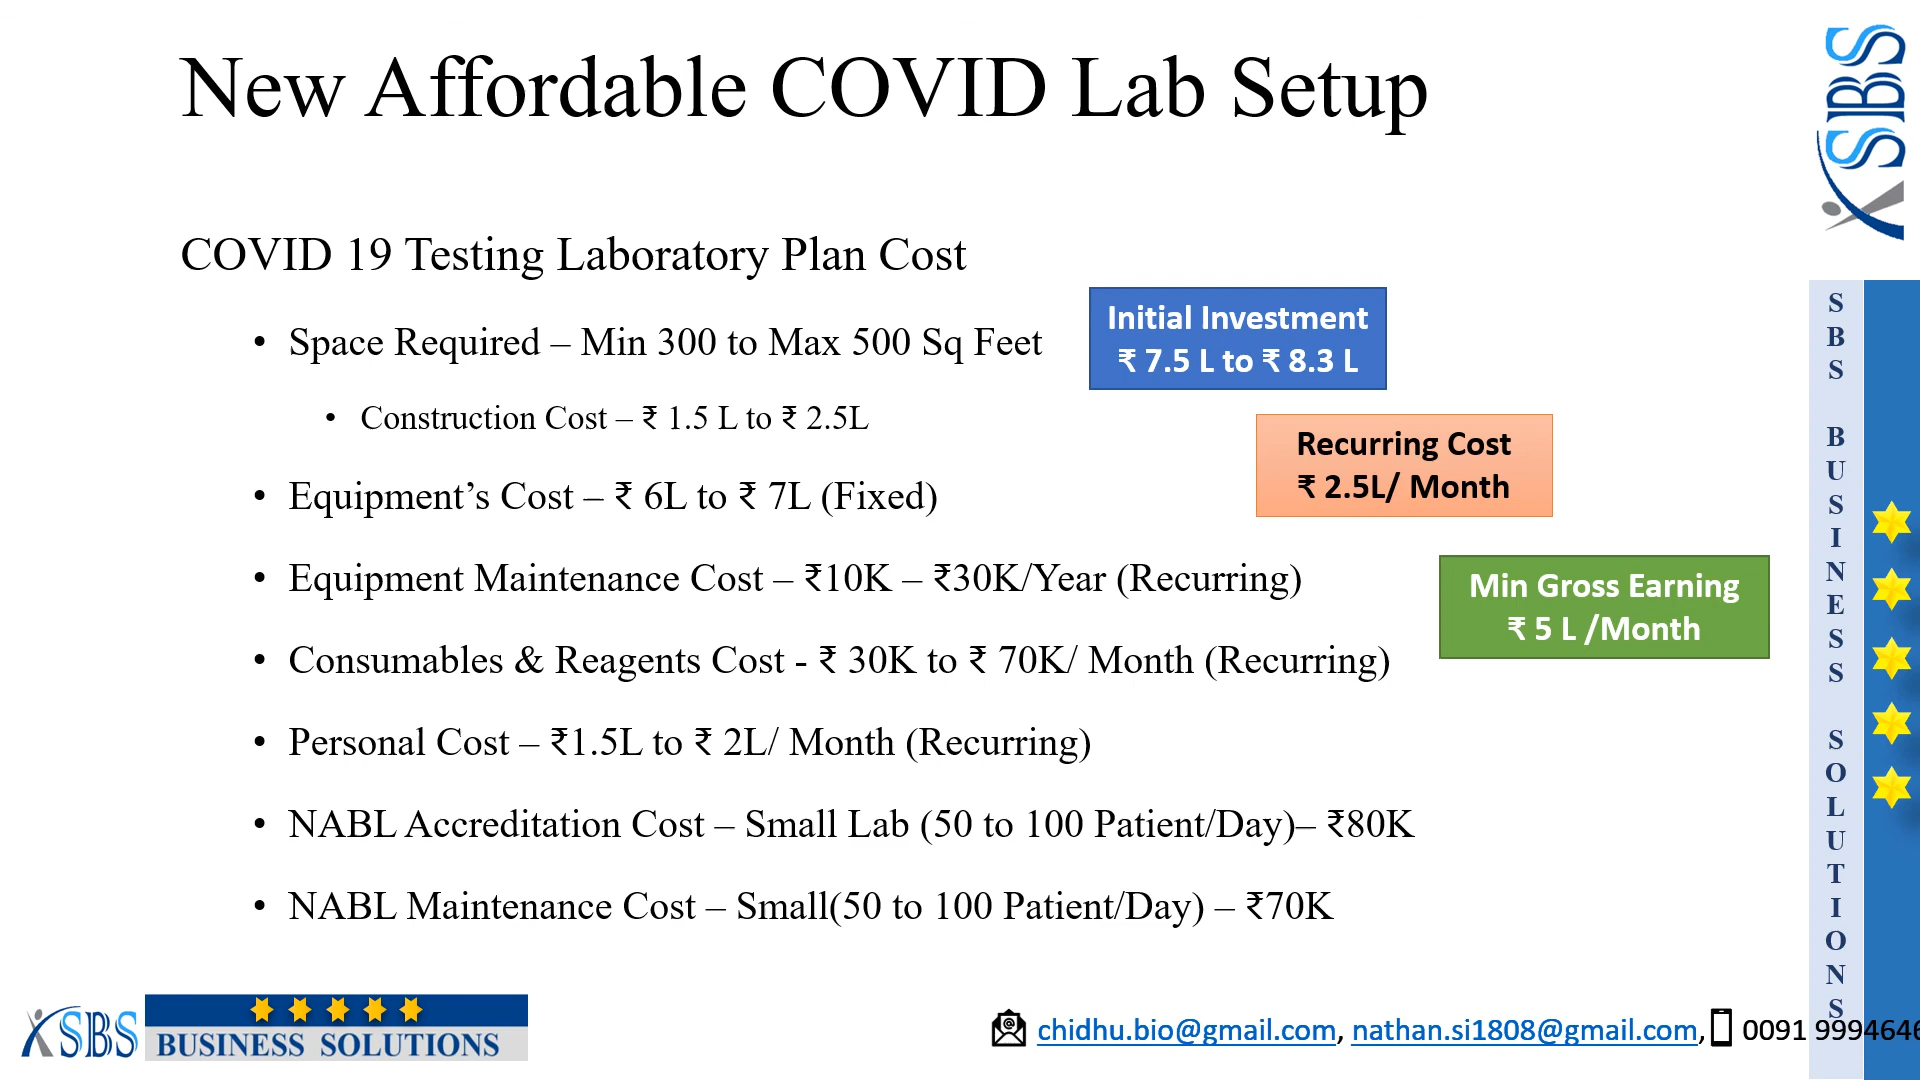 New Affordable COVID Lab Setup
COVID 19 Testing Laboratory Plan Cost
• Space Required – Min 300 to Max 500 Sq Feet
• Construction Cost – ₹ 1.5 L to ₹ 2.5L
• Equipment’s Cost – ₹ 6L to ₹ 7L (Fixed)
• Equipment Maintenance Cost – ₹10K – ₹30K/Year (Recurring)
• Consumables & Reagents Cost - ₹ 30K to ₹ 70K/ Month (Recurring)
• Personal Cost – ₹1.5L to ₹ 2L/ Month (Recurring)
• NABL Accreditation Cost – Small Lab (50 to 100 Patient/Day)– ₹80K
• NABL Maintenance Cost – Small(50 to 100 Patient/Day) – ₹70K
Initial Investment
₹ 7.5 L to ₹ 8.3 L
Recurring Cost
₹ 2.5L/ Month
Min Gross Earning
₹ 5 L /Month
SBS
SBS BUSINESS SOLUTIONS
SBS
BUSINESS SOLUTIONS
chidhu.bio@gmail.com, nathan.si1808@gmail.com, 0091 999464